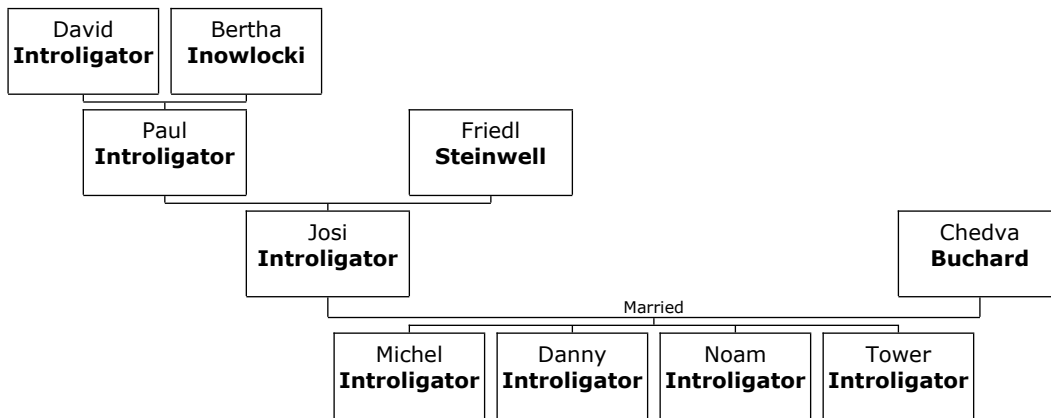 David
Introligator
Bertha
Inowlocki
Paul
Introligator
Friedl
Steinwell
Josi
Introligator
Chedva
Buchard
Married
Michel
Introligator
Danny
Introligator
Noam
Introligator
Tower
Introligator